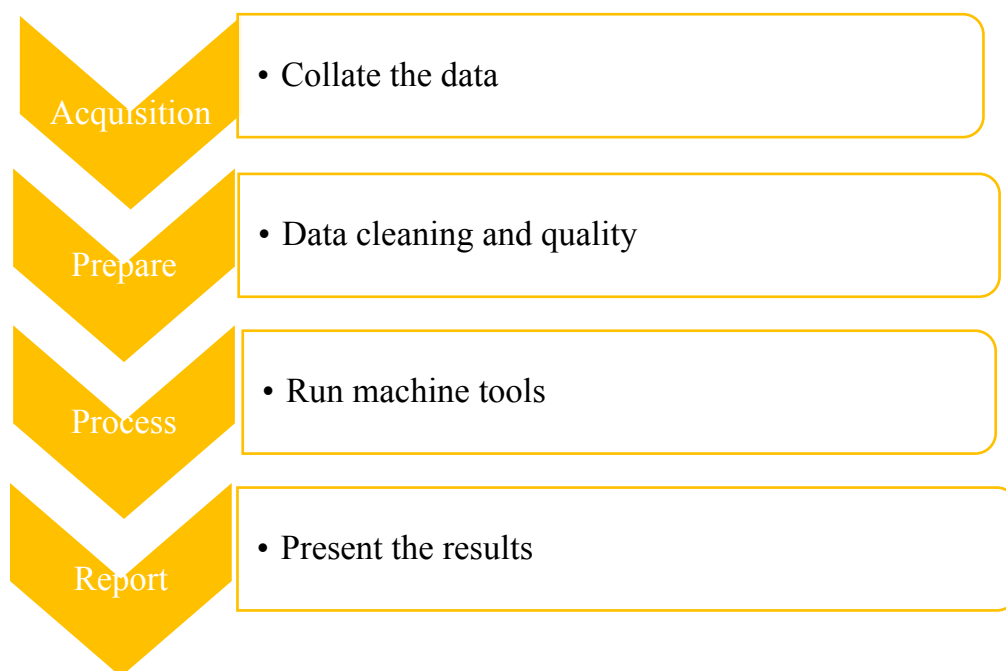 Acquisition
• Collate the data
Prepare
• Data cleaning and quality
Process
• Run machine tools
Report
• Present the results